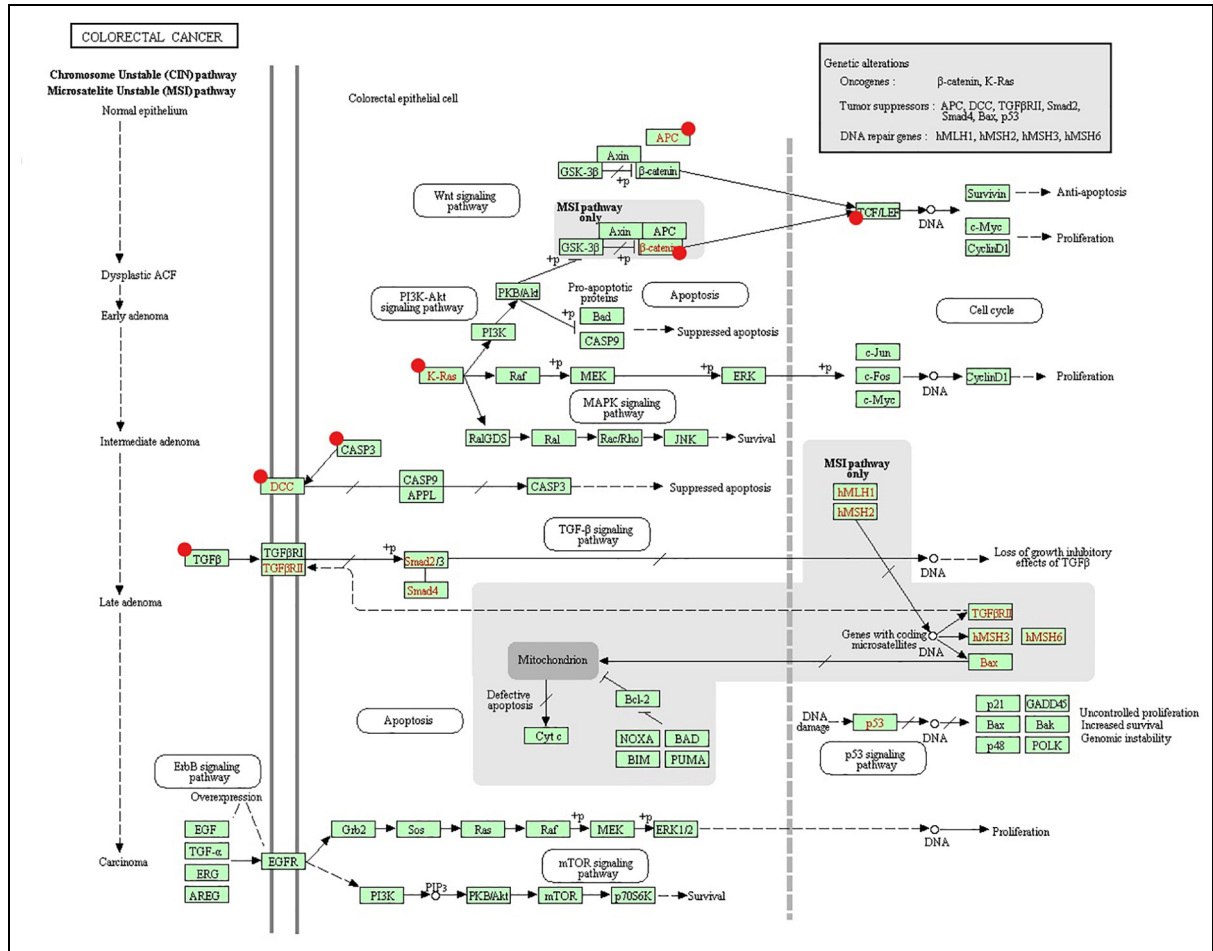 COLORECTAL CANCER
Chromosome Unstable (CIN) pathway
Microsatelite Unstable (MSI) pathway
Normal epithelium
Dysplastic ACF
Early adenoma
Intermediate adenoma
Late adenoma
Carcinoma
Colorectal epithelial cell
Genetic alterations
Oncogenes : β-catenin, K-Ras
Tumor suppressors : APC, DCC, TGFβRII, Smad2,
Smad4, Bax, p53
DNA repair genes : hMLH1, hMSH2, hMSH3, hMSH6
APC
Axin
GSK-3β
β-catenin
+p
Wnt signaling
pathway
MSI pathway
only
Axin
APC
GSK-3β
β-catenin
+p
+p
TCF/LEF
DNA
Survivin
Anti-apoptosis
c-Myc
CyclinD1
Proliferation
PI3K-Akt
signaling pathway
PKB/Akt
PI3K
Pro-apoptotic
proteins
+p
Bad
CASP9
Apoptosis
Suppressed apoptosis
Cell cycle
K-Ras
Raf
+p
MEK
+p
ERK
+p
c-Jun
c-Fos
c-Myc
DNA
CyclinD1
Proliferation
MAPK signaling
pathway
RalGDS
Ral
Rac/Rho
JNK
Survival
CASP3
DCC
CASP9
APPL
CASP3
Suppressed apoptosis
MSI pathway
only
hMLH1
hMSH2
TGF-β signaling
pathway
TGFβ
TGFβRI
TGFβRII
+p
Smad2/3
Smad4
DNA
Loss of growth inhibitory
effects of TGFβ
Genes with coding
microsatellites
DNA
TGFβRII
hMSH3
hMSH6
Bax
Mitochondrion
Defective
apoptosis
Cyt c
Bcl-2
NOXA
BAD
BIM
PUMA
Apoptosis
DNA
damage
p53
DNA
p53 signaling
pathway
p21
GADD45
Bax
Bak
p48
POLK
Uncontrolled proliferation
Increased survival
Genomic instability
ErbB signaling
pathway
Overexpression
EGF
TGF-α
ERG
AREG
EGFR
Grb2
Sos
Ras
Raf
+p
MEK
+p
ERK1/2
DNA
Proliferation
mTOR signaling
pathway
PI3K
PIP3
PKB/Akt
mTOR
p70S6K
Survival